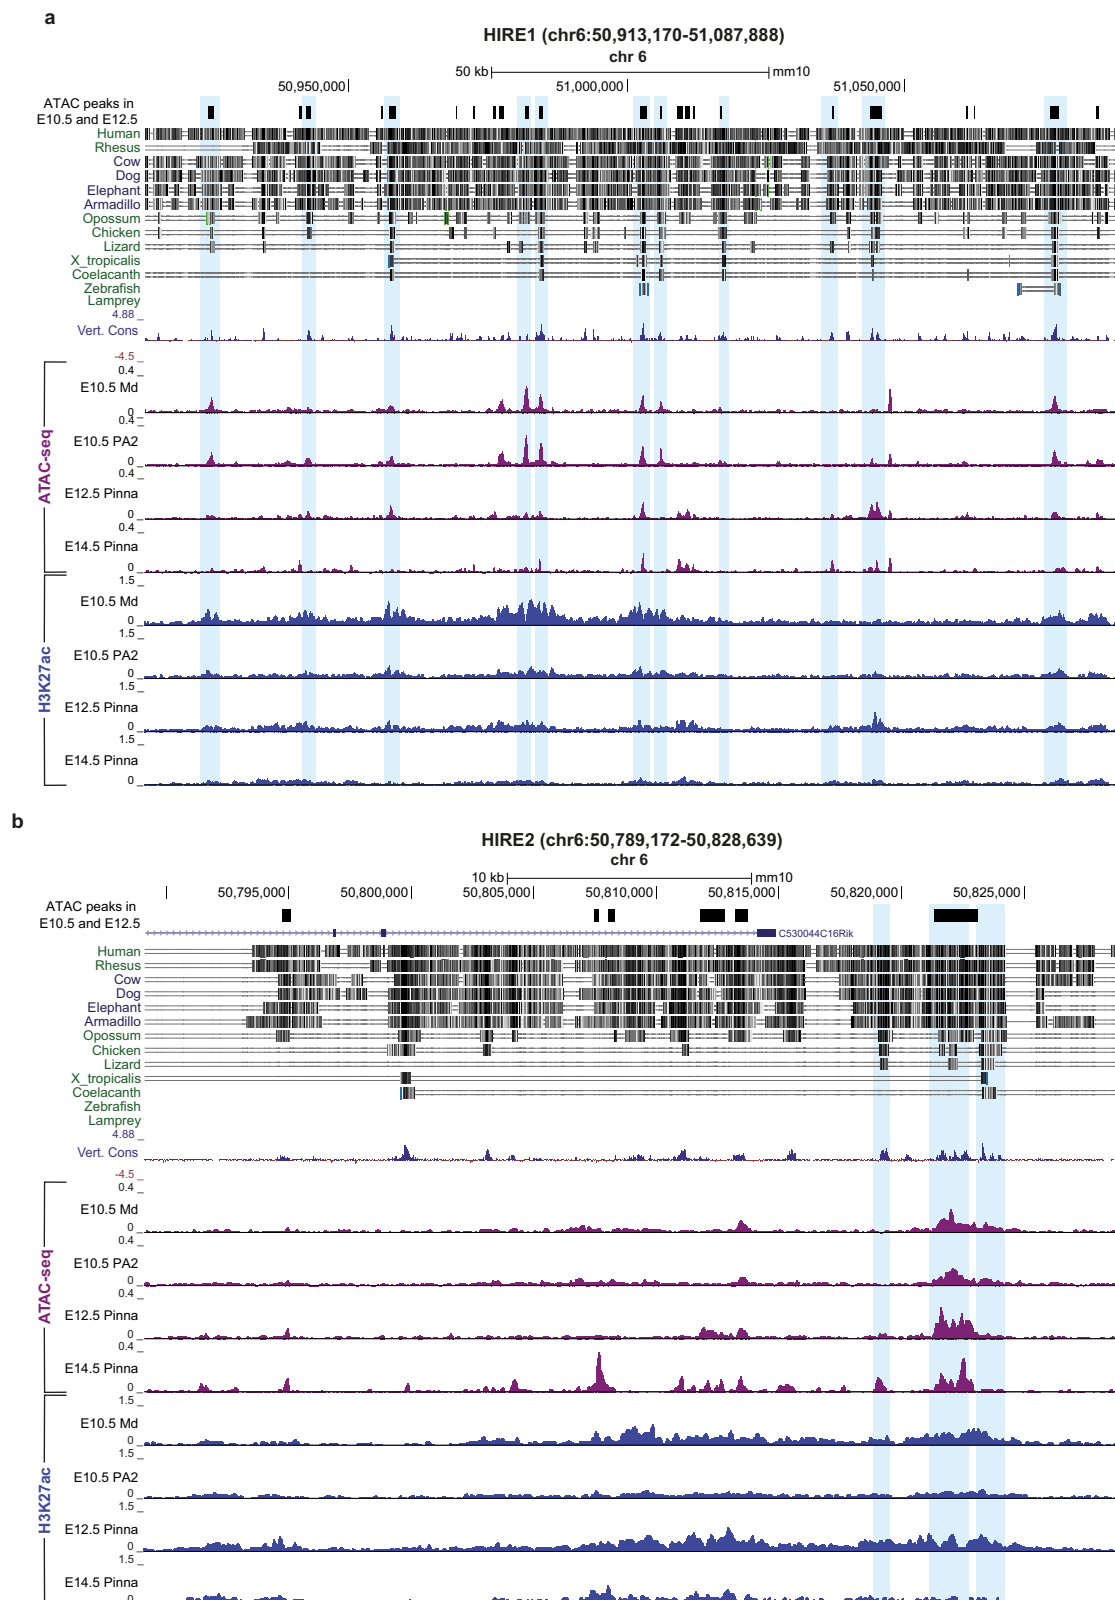 a
HIRE1 (chr6:50,913,170-51,087,888)
chr 6
50 kb mm10
50,950,000 51,000,000 51,050,000
ATAC peaks in
E10.5 and E12.5
Human
Rhesus
Cow
Dog
Elephant
Armadillo
Opossum
Chicken
Lizard
X_tropicalis
Coelacanth
Zebrafish
Lamprey
4.88
Vert. Cons
-4.5
ATAC-seq
0.4
E10.5 Md
0
0.4
E10.5 PA2
0
0.4
E12.5 Pinna
0
0.4
E14.5 Pinna
0
H3K27ac
1.5
E10.5 Md
0
1.5
E10.5 PA2
0
1.5
E12.5 Pinna
0
1.5
E14.5 Pinna
0
b
HIRE2 (chr6:50,789,172-50,828,639)
chr 6
10 kb mm10
50,795,000 50,800,000 50,805,000 50,810,000 50,815,000 50,820,000 50,825,000
ATAC peaks in
E10.5 and E12.5
C530044C16Rik
Human
Rhesus
Cow
Dog
Elephant
Armadillo
Opossum
Chicken
Lizard
X_tropicalis
Coelacanth
Zebrafish
Lamprey
4.88
Vert. Cons
-4.5
ATAC-seq
0.4
E10.5 Md
0
0.4
E10.5 PA2
0
0.4
E12.5 Pinna
0
0.4
E14.5 Pinna
0
H3K27ac
1.5
E10.5 Md
0
1.5
E10.5 PA2
0
1.5
E12.5 Pinna
0
1.5
E14.5 Pinna
0